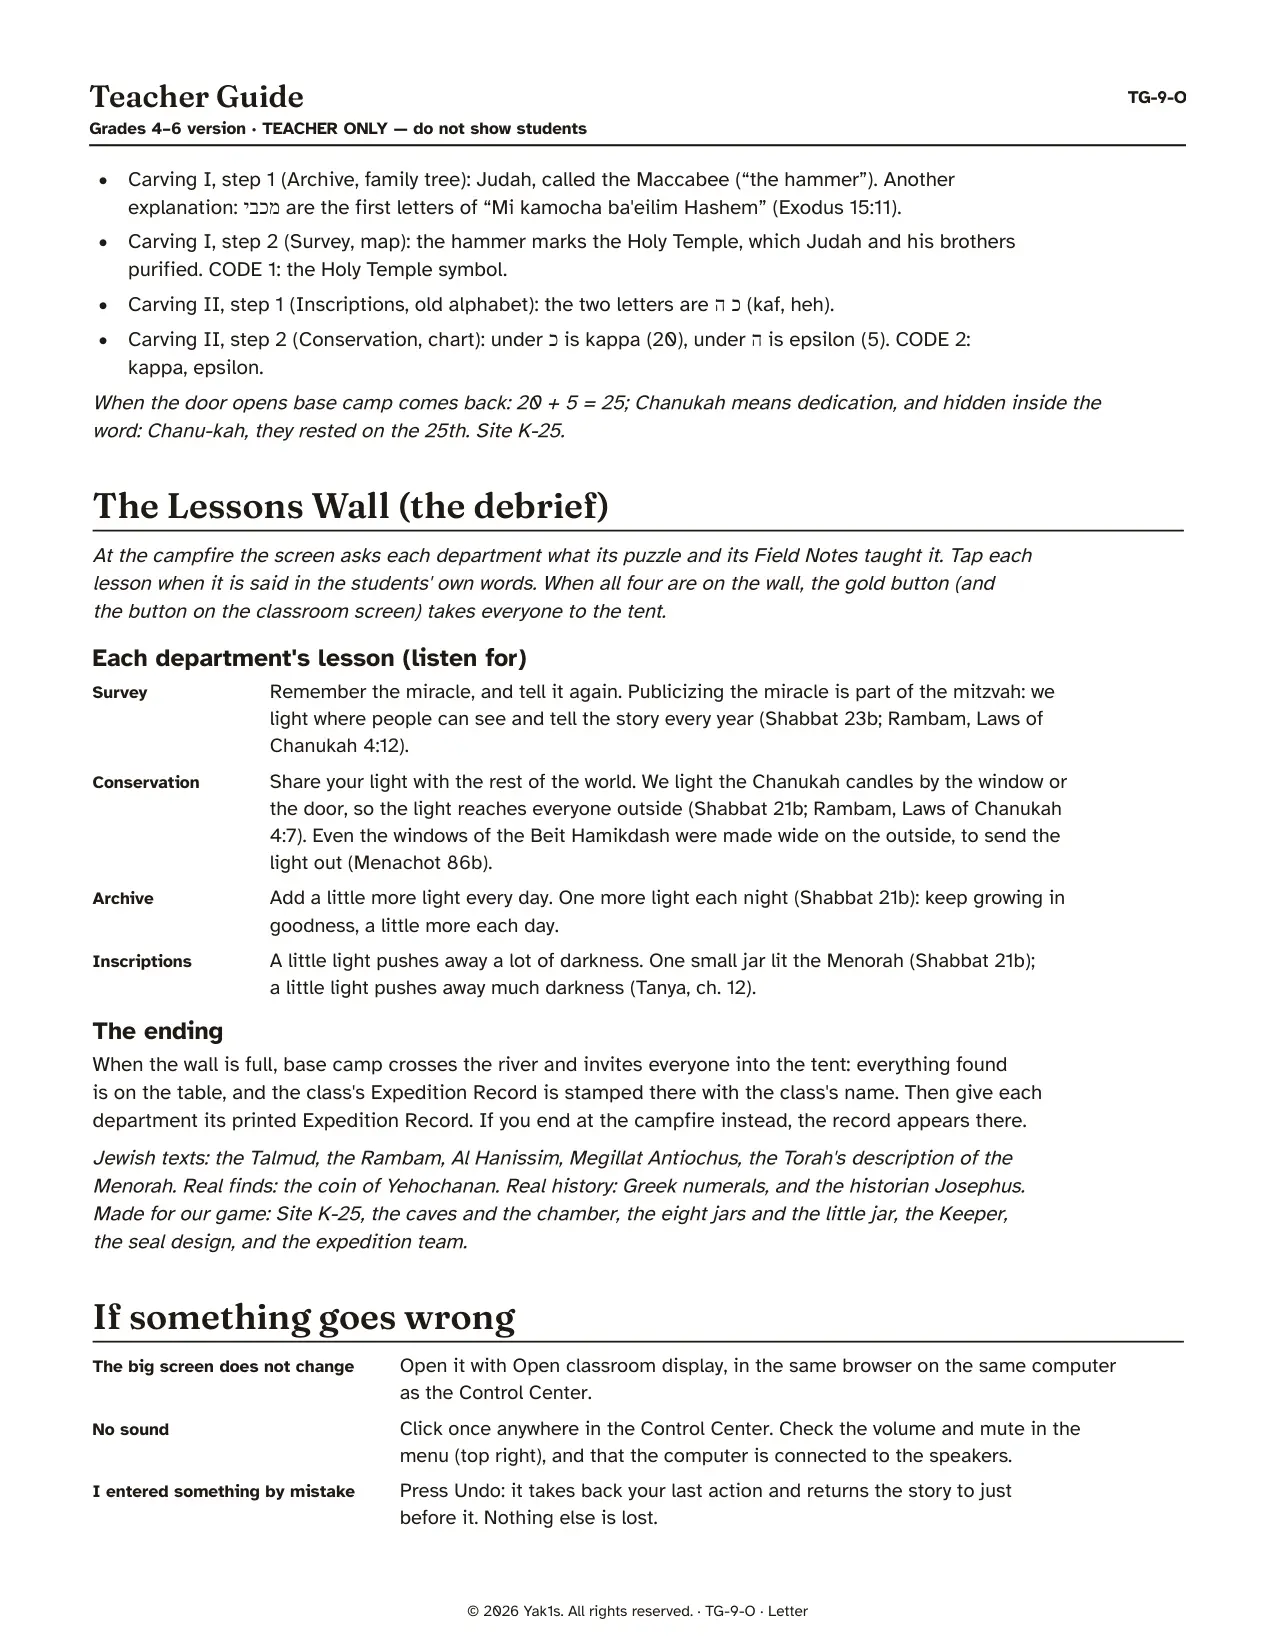 Teacher Guide
TG-9-O
Grades 4–6 version · TEACHER ONLY — do not show students
• Carving I, step 1 (Archive, family tree): Judah, called the Maccabee (“the hammer”). Another
explanation: מכבי are the first letters of “Mi kamocha ba'eilim Hashem” (Exodus 15:11).
• Carving I, step 2 (Survey, map): the hammer marks the Holy Temple, which Judah and his brothers
purified. CODE 1: the Holy Temple symbol.
• Carving II, step 1 (Inscriptions, old alphabet): the two letters are כ ה (kaf, heh).
• Carving II, step 2 (Conservation, chart): under כ is kappa (20), under ה is epsilon (5). CODE 2:
kappa, epsilon.
When the door opens base camp comes back: 20 + 5 = 25; Chanukah means dedication, and hidden inside the
word: Chanu-kah, they rested on the 25th. Site K-25.
The Lessons Wall (the debrief)
At the campfire the screen asks each department what its puzzle and its Field Notes taught it. Tap each
lesson when it is said in the students' own words. When all four are on the wall, the gold button (and
the button on the classroom screen) takes everyone to the tent.
Each department's lesson (listen for)
Survey
Remember the miracle, and tell it again. Publicizing the miracle is part of the mitzvah: we
light where people can see and tell the story every year (Shabbat 23b; Rambam, Laws of
Chanukah 4:12).
Conservation
Share your light with the rest of the world. We light the Chanukah candles by the window or
the door, so the light reaches everyone outside (Shabbat 21b; Rambam, Laws of Chanukah
4:7). Even the windows of the Beit Hamikdash were made wide on the outside, to send the
light out (Menachot 86b).
Archive
Add a little more light every day. One more light each night (Shabbat 21b): keep growing in
goodness, a little more each day.
Inscriptions
A little light pushes away a lot of darkness. One small jar lit the Menorah (Shabbat 21b);
a little light pushes away much darkness (Tanya, ch. 12).
The ending
When the wall is full, base camp crosses the river and invites everyone into the tent: everything found
is on the table, and the class's Expedition Record is stamped there with the class's name. Then give each
department its printed Expedition Record. If you end at the campfire instead, the record appears there.
Jewish texts: the Talmud, the Rambam, Al Hanissim, Megillat Antiochus, the Torah's description of the
Menorah. Real finds: the coin of Yehochanan. Real history: Greek numerals, and the historian Josephus.
Made for our game: Site K-25, the caves and the chamber, the eight jars and the little jar, the Keeper,
the seal design, and the expedition team.
If something goes wrong
The big screen does not change
Open it with Open classroom display, in the same browser on the same computer
as the Control Center.
No sound
Click once anywhere in the Control Center. Check the volume and mute in the
menu (top right), and that the computer is connected to the speakers.
I entered something by mistake
Press Undo: it takes back your last action and returns the story to just
before it. Nothing else is lost.
© 2026 Yak1s. All rights reserved. · TG-9-O · Letter